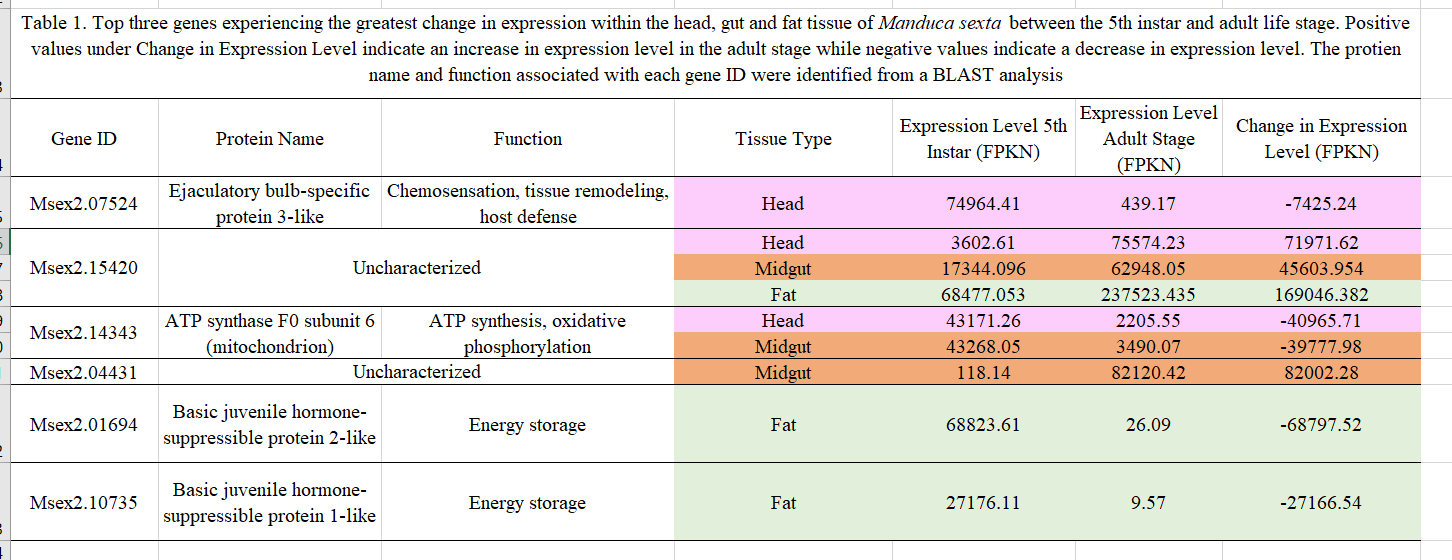 Table 1. Top three genes experiencing the greatest change in expression within the head, gut and fat tissue of Manduca sexta between the 5th instar and adult life stage. Positive
values under Change in Expression Level indicate an increase in expression level in the adult stage while negative values indicate a decrease in expression level. The protien
name and function associated with each gene ID were identified from a BLAST analysis
Gene ID Protein Name Function Tissue Type Expression Level 5th Instar (FPKN) Expression Level Adult Stage (FPKN) Change in Expression Level (FPKN)
Msex2.07524 Ejaculatory bulb-specific protein 3-like Chemosensation, tissue remodeling, host defense Head 74964.41 439.17 -7425.24
Msex2.15420 Uncharacterized Head 3602.61 75574.23 71971.62
Midgut 17344.096 62948.05 45603.954
Fat 68477.053 237523.435 169046.382
Msex2.14343 ATP synthase F0 subunit 6 (mitochondrion) ATP synthesis, oxidative phosphorylation Head 43171.26 2205.55 -40965.71
Midgut 43268.05 3490.07 -39777.98
Msex2.04431 Uncharacterized Midgut 118.14 82120.42 82002.28
Msex2.01694 Basic juvenile hormone-suppressible protein 2-like Energy storage Fat 68823.61 26.09 -68797.52
Msex2.10735 Basic juvenile hormone-suppressible protein 1-like Energy storage Fat 27176.11 9.57 -27166.54